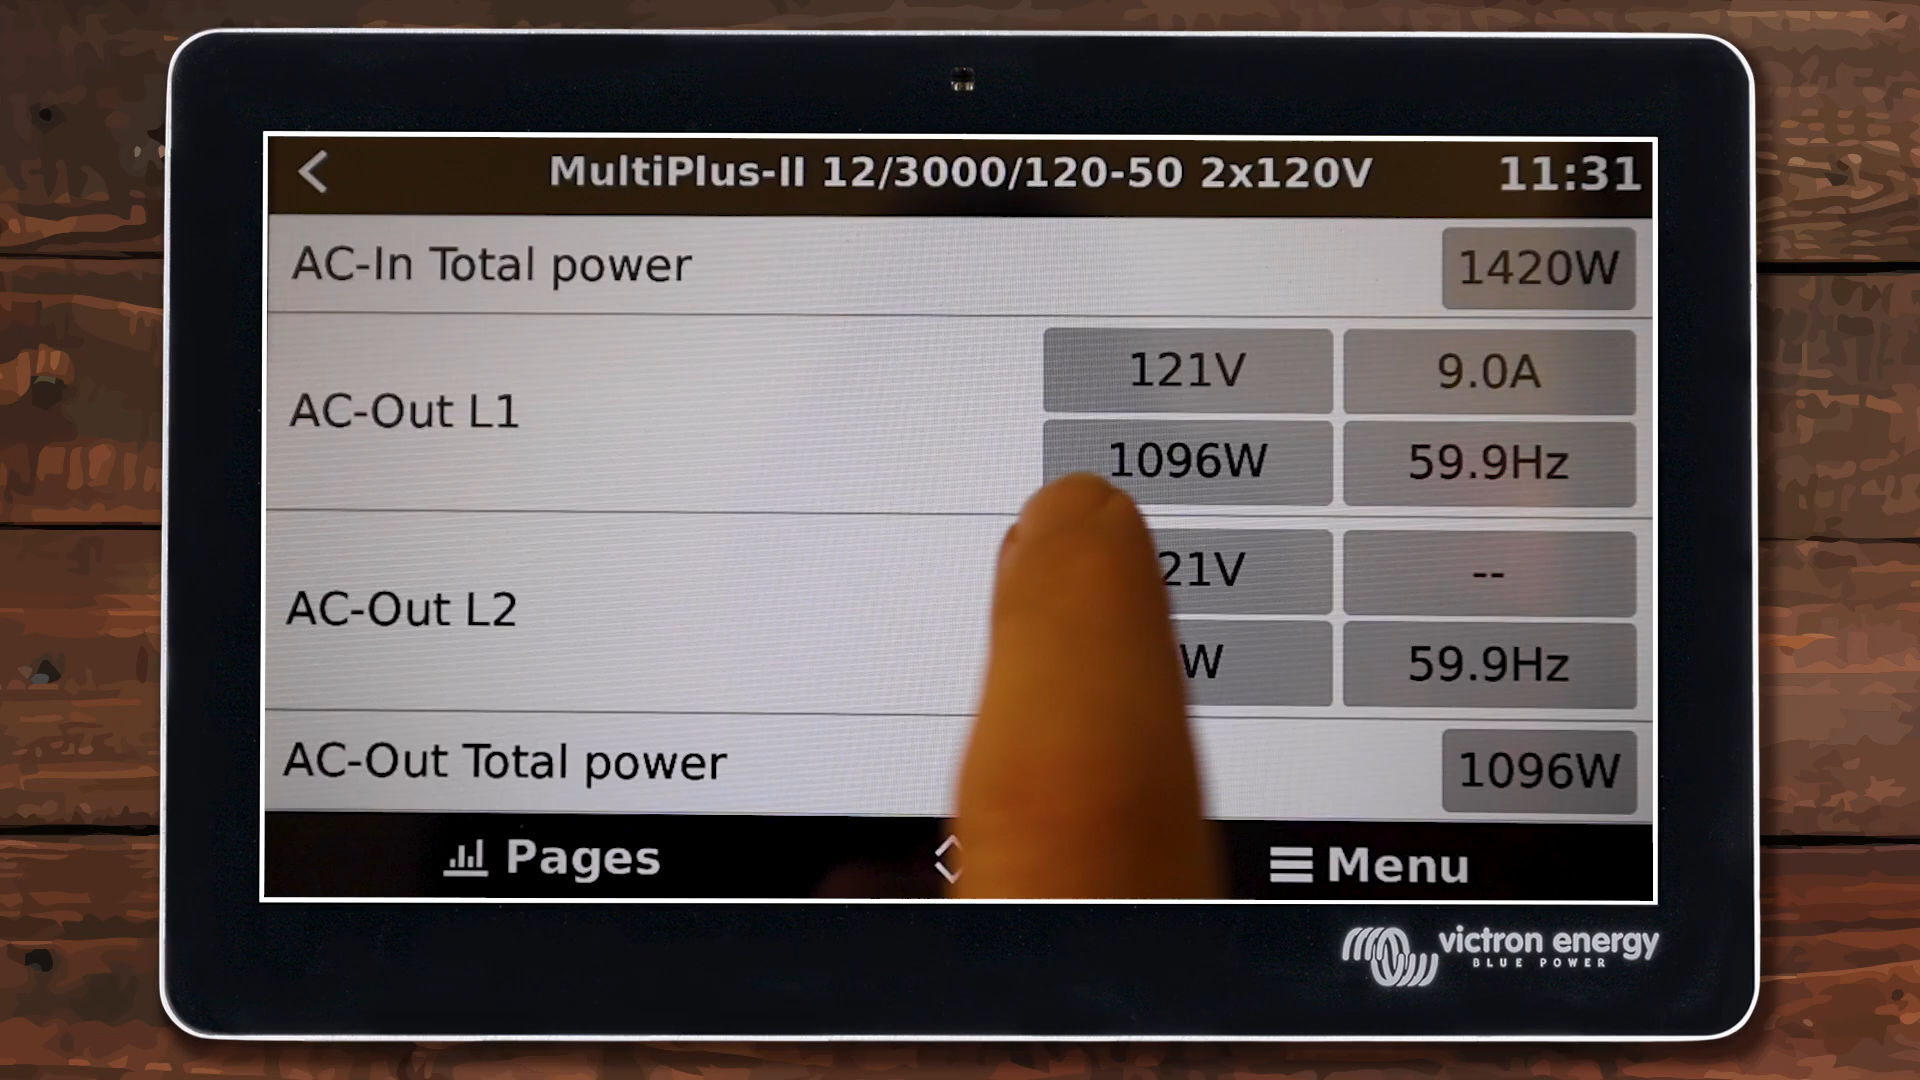 MultiPlus-II 12/3000/120-50 2x120V 11:31
AC-In Total power 1420W
AC-Out L1
121V 9.0A
1096W 59.9Hz
AC-Out L2
21V --
W 59.9Hz
AC-Out Total power 1096W
Pages Menu
victron energy
BLUE POWER